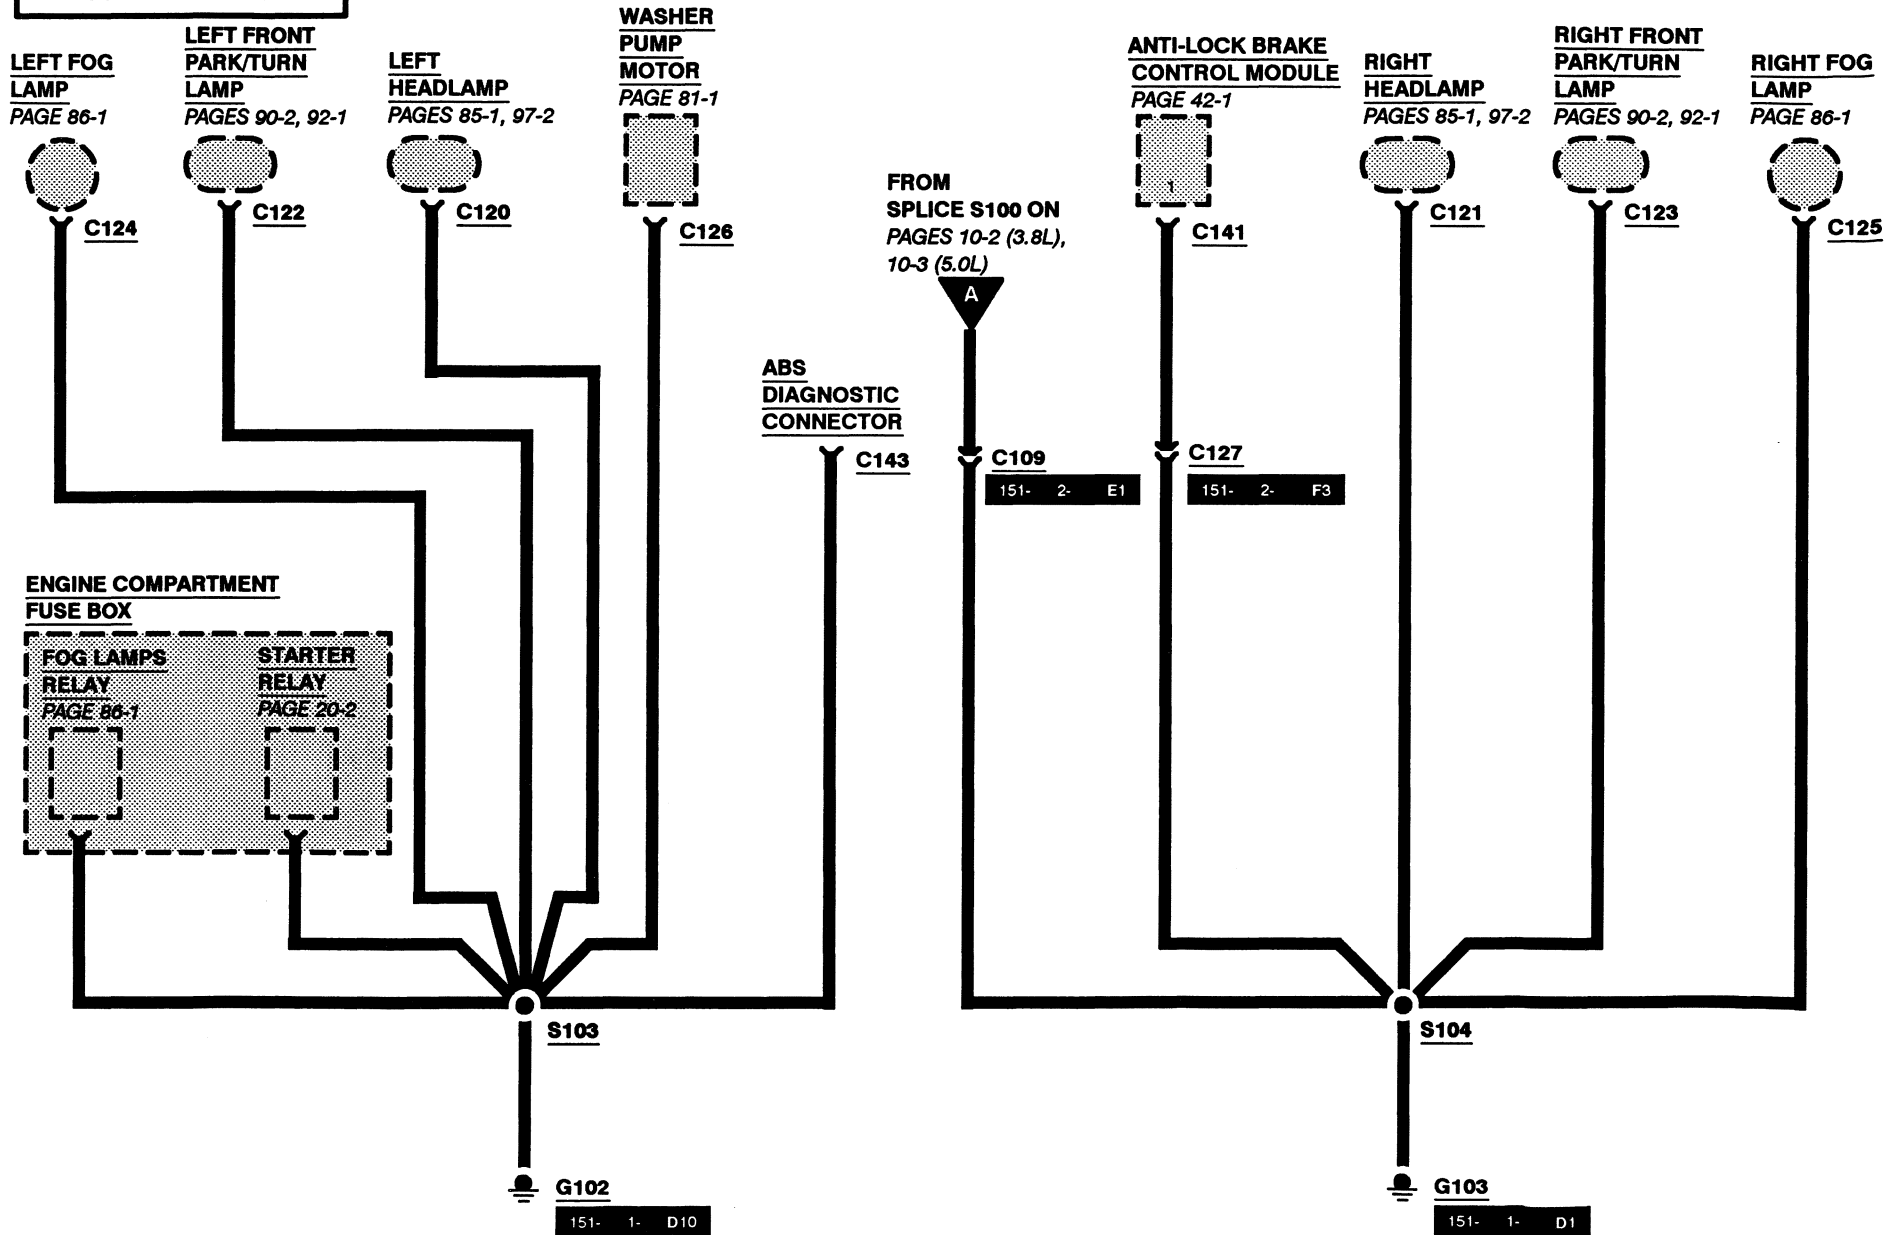 LEFT FOG
LAMP
PAGE 86-1
LEFT FRONT
PARK/TURN
LAMP
PAGES 90-2, 92-1
LEFT
HEADLAMP
PAGES 85-1, 97-2
WASHER
PUMP
MOTOR
PAGE 81-1
ANTI-LOCK BRAKE
CONTROL MODULE
PAGE 42-1
RIGHT
HEADLAMP
PAGES 85-1, 97-2
RIGHT FRONT
PARK/TURN
LAMP
PAGES 90-2, 92-1
RIGHT FOG
LAMP
PAGE 86-1
C124
C122
C120
C126
FROM
SPLICE S100 ON
PAGES 10-2 (3.8L),
10-3 (5.0L)
A
1
C141
C121
C123
C125
ABS
DIAGNOSTIC
CONNECTOR
C143
C109
151- 2- E1
C127
151- 2- F3
ENGINE COMPARTMENT
FUSE BOX
FOG LAMPS
RELAY
PAGE 86-1
STARTER
RELAY
PAGE 20-2
S103
S104
G102
151- 1- D10
G103
151- 1- D1